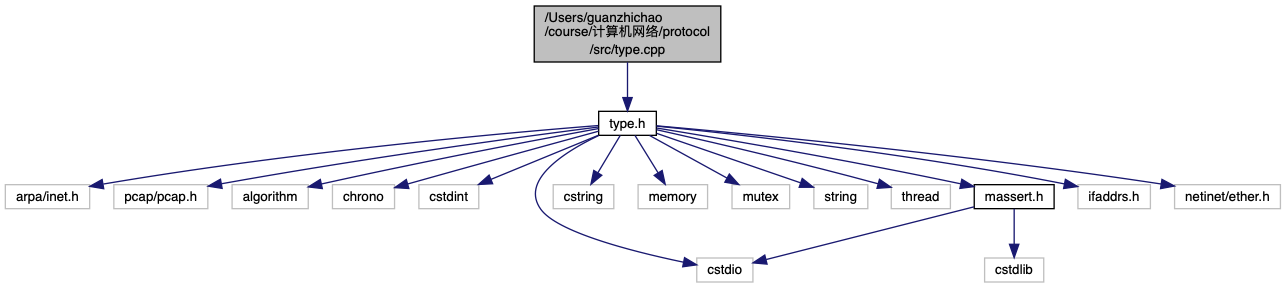 /Users/guanzhichao
/course/计算机网络/protocol
/src/type.cpp
type.h
arpa/inet.h
pcap/pcap.h
algorithm
chrono
cstdint
cstring
memory
mutex
string
thread
massert.h
ifaddrs.h
netinet/ether.h
cstdio
cstdlib